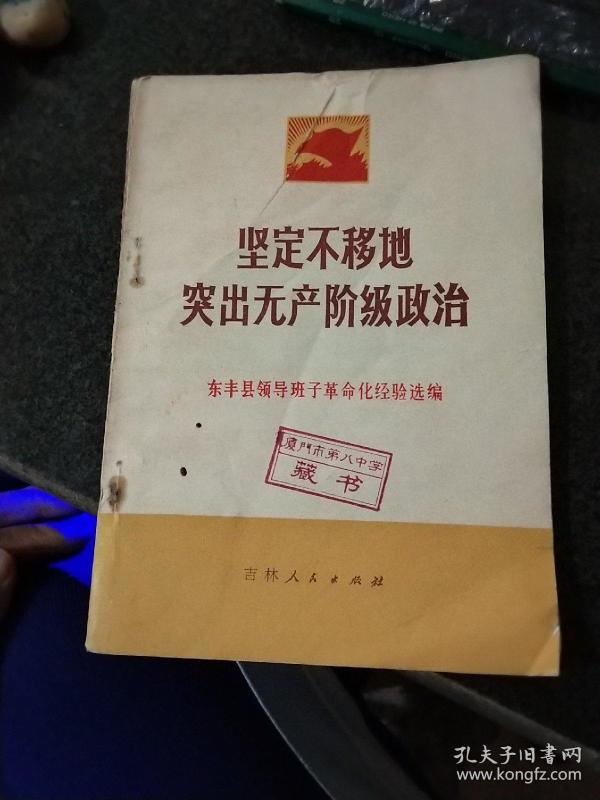 坚定不移地
突出无产阶级政治
东丰县领导班子革命化经验选编
厦門市第八中学
藏书
吉林人民出版社
孔夫子旧书网
www.kongfz.com